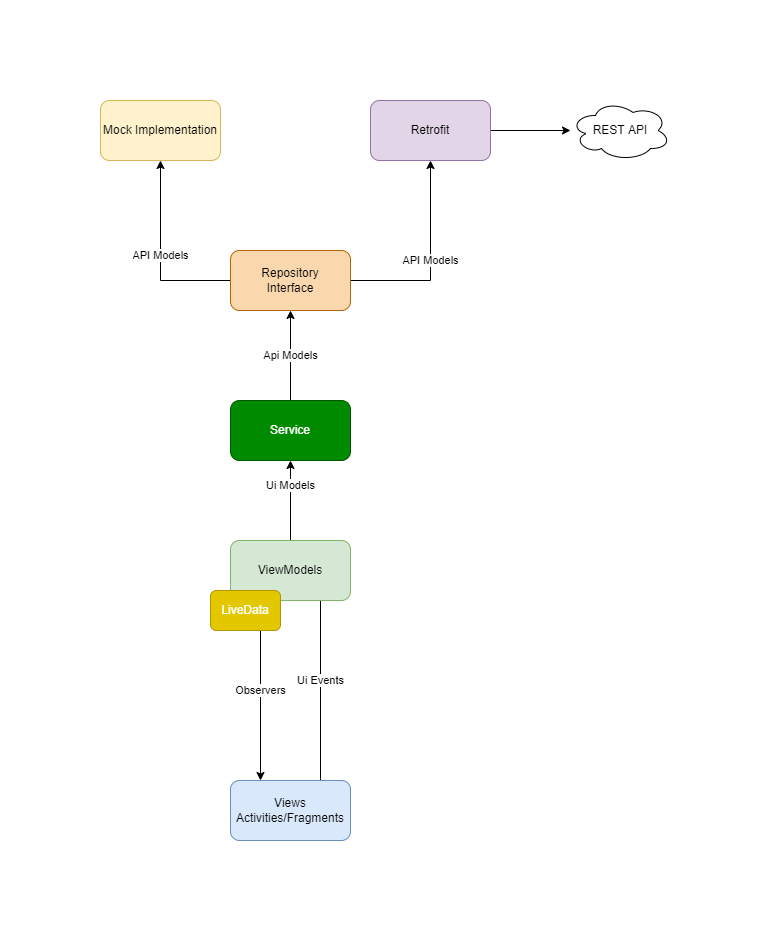 Mock Implementation
Retrofit
REST API
API Models
API Models
Repository
Interface
Api Models
Service
Ui Models
ViewModels
LiveData
Observers
Ui Events
Views
Activities/Fragments